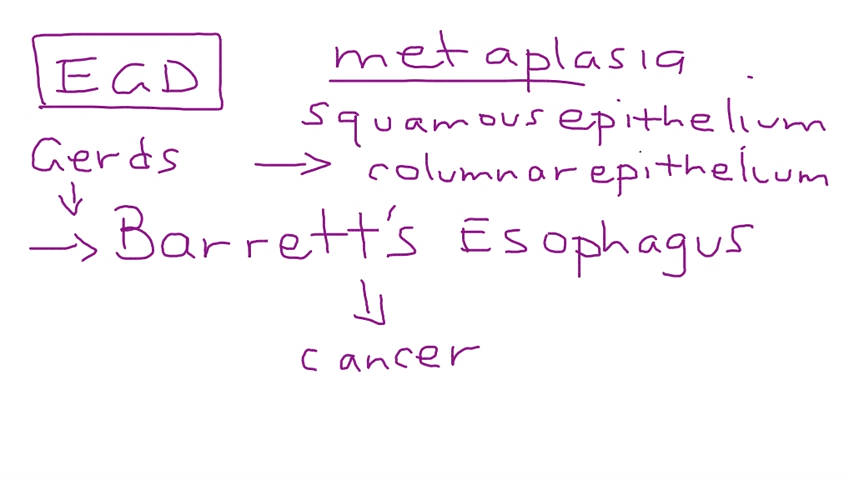 EGD
metaplasia
squamous epithelium
Gerds → columnar epithelium
↓
→ Barrett's Esophagus
⇓
cancer